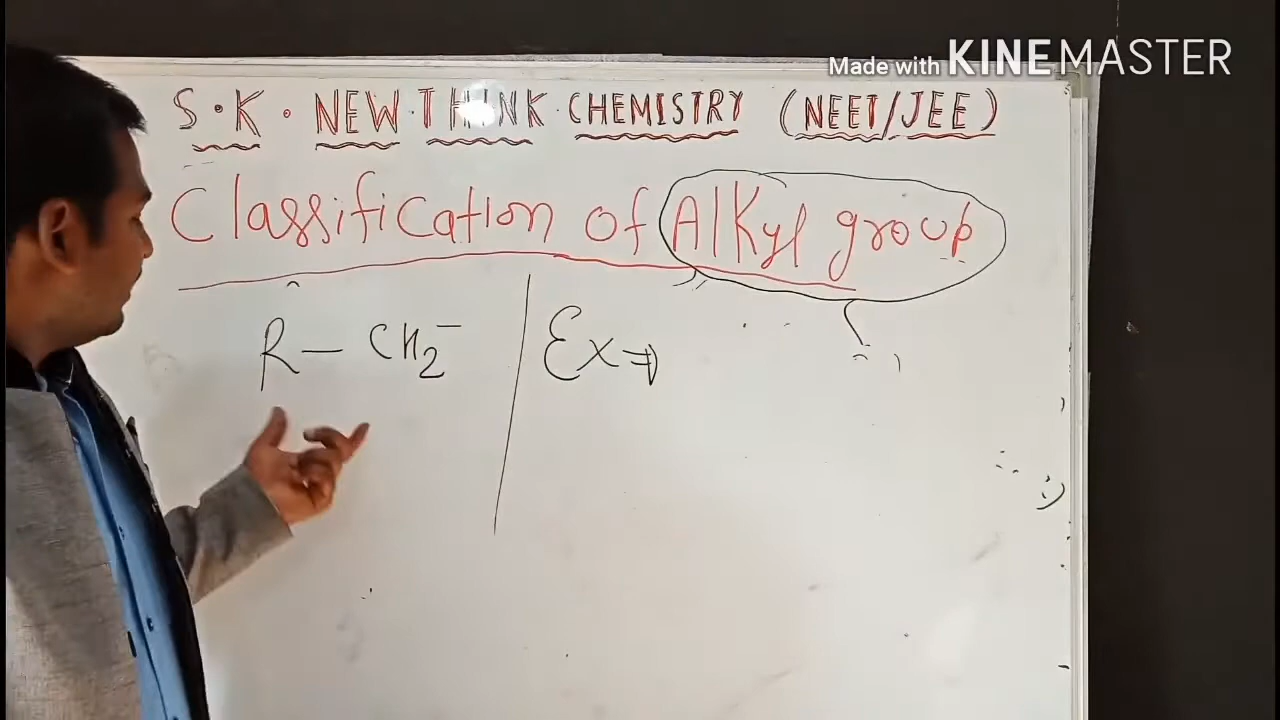 Made with KINEMASTER
S.K. NEW THINK CHEMISTRY (NEET/JEE)
Classification of Alkyl group
R — CH₂⁻
Ex ⇒